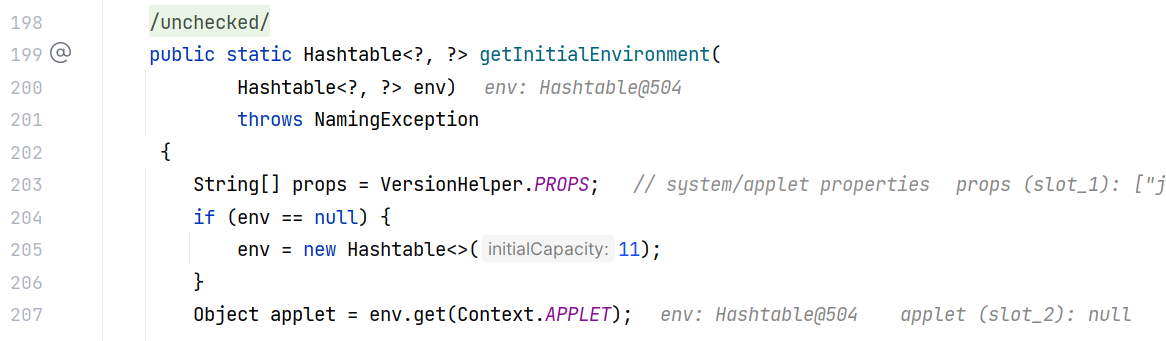 198 /unchecked/
199 @ public static Hashtable<?, ?> getInitialEnvironment(
200 Hashtable<?, ?> env) env: Hashtable@504
201 throws NamingException
202 {
203 String[] props = VersionHelper.PROPS; // system/applet properties props (slot_1): ["j
204 if (env == null) {
205 env = new Hashtable<>( initialCapacity: 11);
206 }
207 Object applet = env.get(Context.APPLET); env: Hashtable@504 applet (slot_2): null